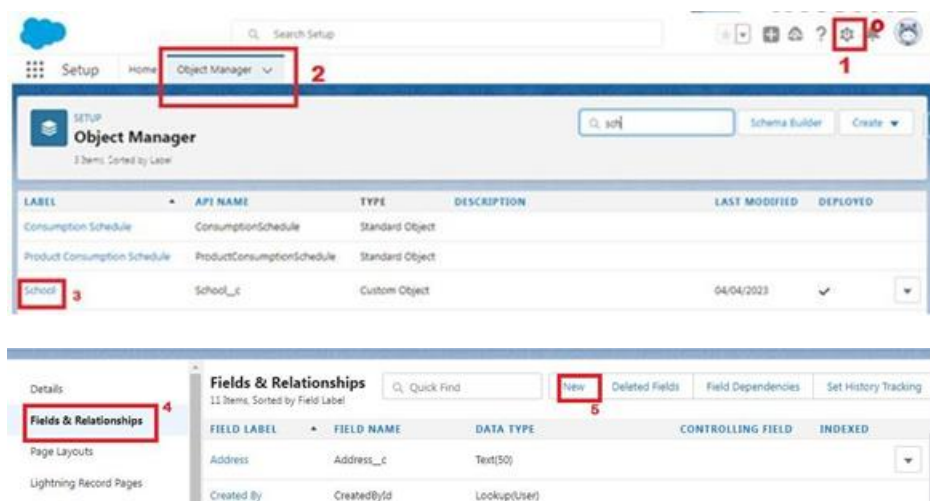 Search Setup
?
1
Setup Home Object Manager
2
SETUP
Object Manager
3 Items, Sorted by Label
sch
Schema Builder Create
LABEL API NAME TYPE DESCRIPTION LAST MODIFIED DEPLOYED
Consumption Schedule ConsumptionSchedule Standard Object
Product Consumption Schedule ProductConsumptionSchedule Standard Object
School 3 School__c Custom Object 04/04/2023
Details
Fields & Relationships 4
Page Layouts
Lightning Record Pages
Fields & Relationships
11 Items, Sorted by Field Label
Quick Find
New Deleted Fields Field Dependencies Set History Tracking
5
FIELD LABEL FIELD NAME DATA TYPE CONTROLLING FIELD INDEXED
Address Address__c Text(50)
Created By CreatedById Lookup(User)